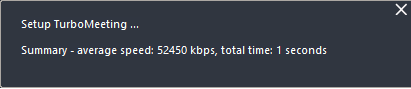 Setup TurboMeeting ...
Summary - average speed: 52450 kbps, total time: 1 seconds